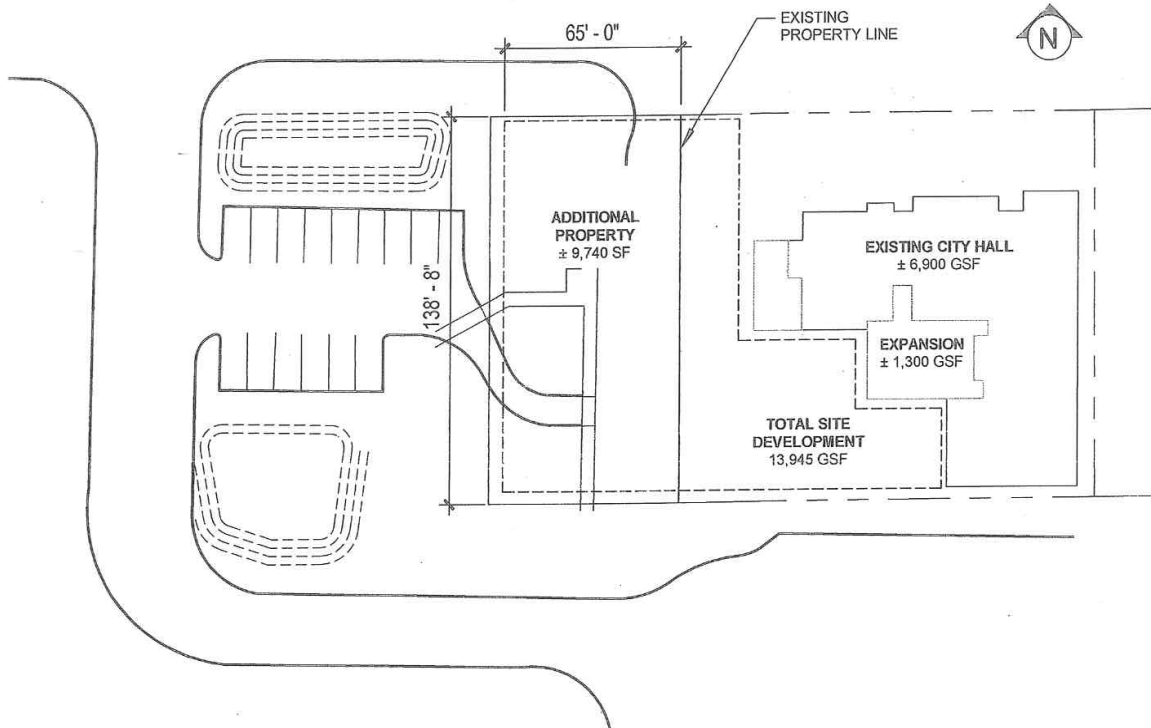 65' - 0"
EXISTING
PROPERTY LINE
N
ADDITIONAL
PROPERTY
± 9,740 SF
138' - 8"
EXISTING CITY HALL
± 6,900 GSF
EXPANSION
± 1,300 GSF
TOTAL SITE
DEVELOPMENT
13,945 GSF